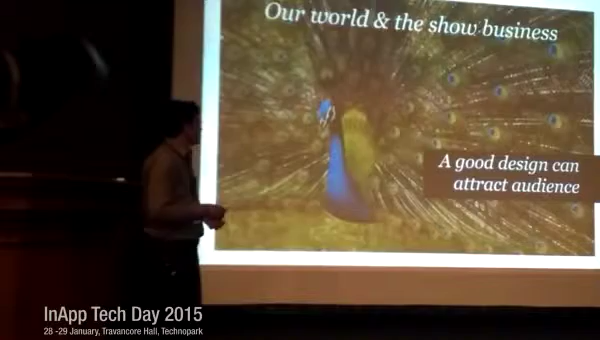 Our world & the show business
A good design can
attract audience
InApp Tech Day 2015
28 -29 January, Travancore Hall, Technopark